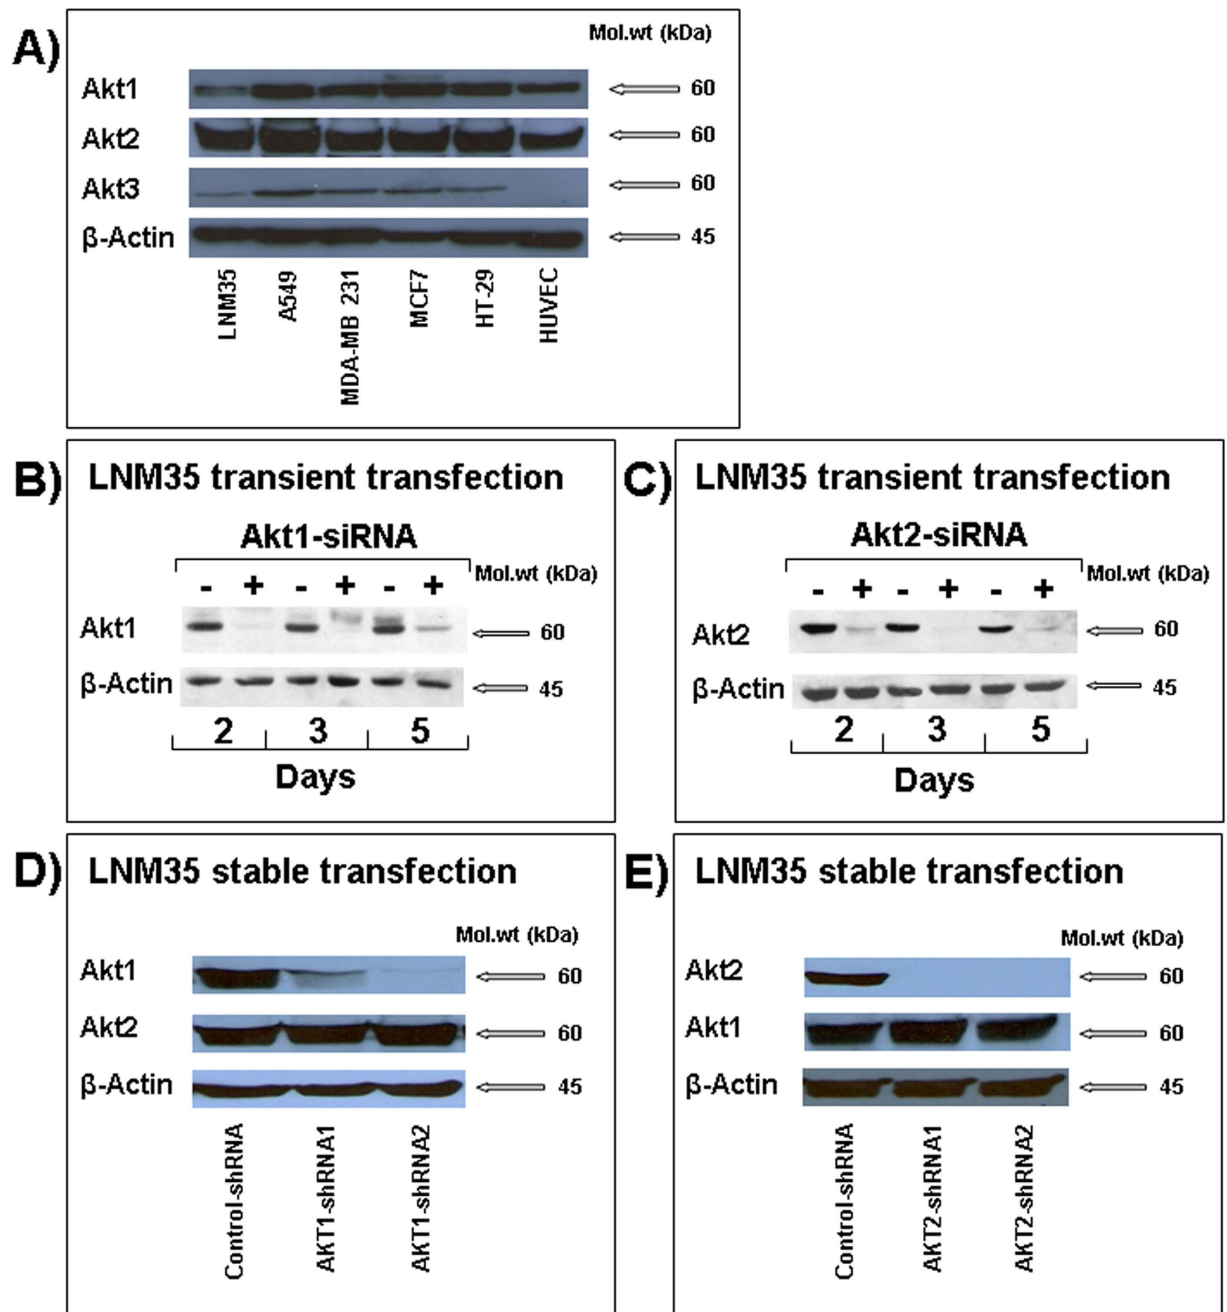 A)
Mol.wt (kDa)
Akt1
60
Akt2
60
Akt3
60
β-Actin
45
LNM35
A549
MDA-MB 231
MCF7
HT-29
HUVEC
B)
LNM35 transient transfection
Akt1-siRNA
- + - + - +
Mol.wt (kDa)
Akt1
60
β-Actin
45
2 3 5
Days
C)
LNM35 transient transfection
Akt2-siRNA
- + - + - +
Mol.wt (kDa)
Akt2
60
β-Actin
45
2 3 5
Days
D)
LNM35 stable transfection
Mol.wt (kDa)
Akt1
60
Akt2
60
β-Actin
45
Control-shRNA
AKT1-shRNA1
AKT1-shRNA2
E)
LNM35 stable transfection
Mol.wt (kDa)
Akt2
60
Akt1
60
β-Actin
45
Control-shRNA
AKT2-shRNA1
AKT2-shRNA2